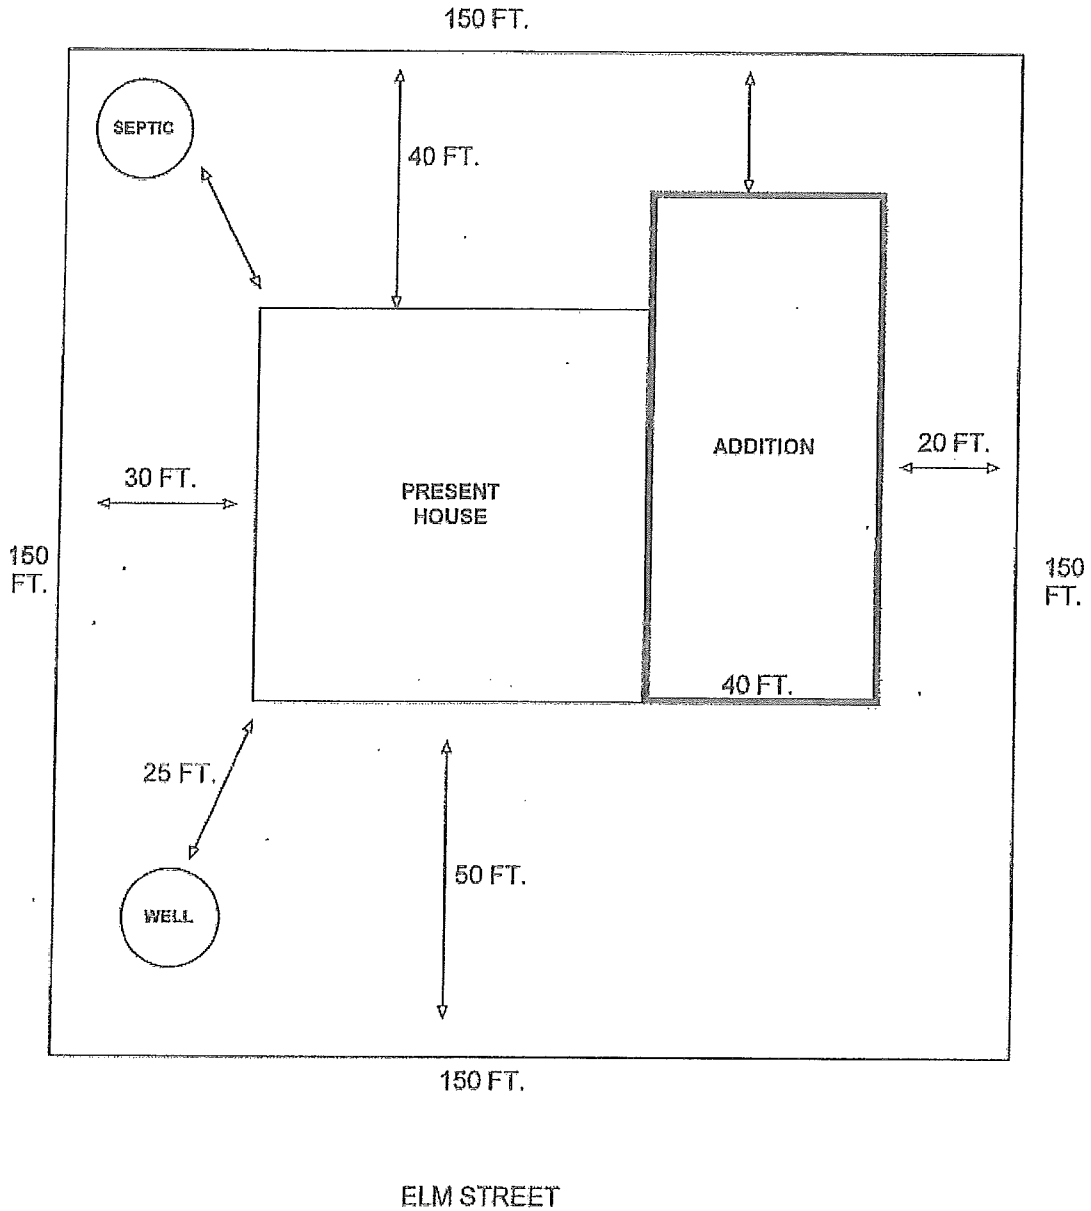 150 FT.
SEPTIC
40 FT.
ADDITION
20 FT.
30 FT.
PRESENT
HOUSE
150
FT.
150
FT.
40 FT.
25 FT.
50 FT.
WELL
150 FT.
ELM STREET